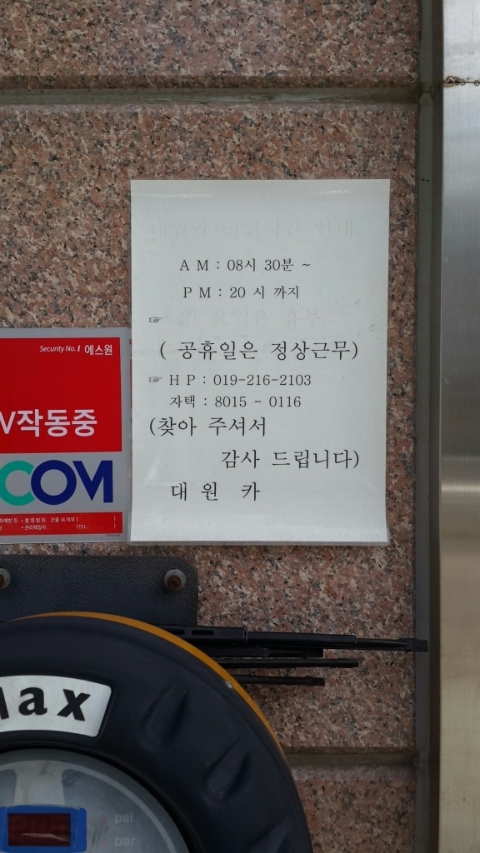 AM : 08시 30분 ~
PM : 20 시 까지
☞
( 공휴일은 정상근무)
☞ HP : 019-216-2103
자택 : 8015 - 0116
(찾아 주셔서
감사 드립니다)
대 원 카
Security No.1 에스원
V작동중
COM
Max
psi
bar